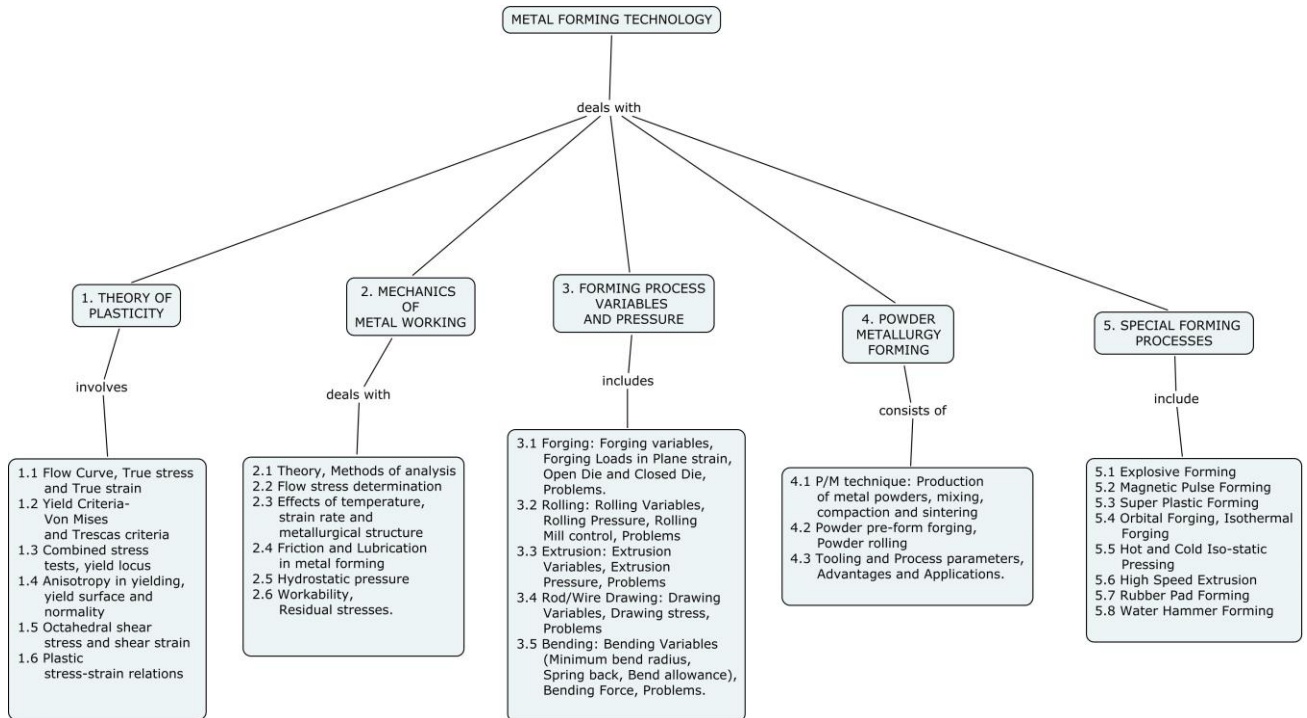 METAL FORMING TECHNOLOGY
deals with
1. THEORY OF
PLASTICITY
2. MECHANICS
OF
METAL WORKING
3. FORMING PROCESS
VARIABLES
AND PRESSURE
4. POWDER
METALLURGY
FORMING
5. SPECIAL FORMING
PROCESSES
involves
deals with
includes
consists of
include
1.1 Flow Curve, True stress
and True strain
1.2 Yield Criteria-
Von Mises
and Trescas criteria
1.3 Combined stress
tests, yield locus
1.4 Anisotropy in yielding,
yield surface and
normality
1.5 Octahedral shear
stress and shear strain
1.6 Plastic
stress-strain relations
2.1 Theory, Methods of analysis
2.2 Flow stress determination
2.3 Effects of temperature,
strain rate and
metallurgical structure
2.4 Friction and Lubrication
in metal forming
2.5 Hydrostatic pressure
2.6 Workability,
Residual stresses.
3.1 Forging: Forging variables,
Forging Loads in Plane strain,
Open Die and Closed Die,
Problems.
3.2 Rolling: Rolling Variables,
Rolling Pressure, Rolling
Mill control, Problems
3.3 Extrusion: Extrusion
Variables, Extrusion
Pressure, Problems
3.4 Rod/Wire Drawing: Drawing
Variables, Drawing stress,
Problems
3.5 Bending: Bending Variables
(Minimum bend radius,
Spring back, Bend allowance),
Bending Force, Problems.
4.1 P/M technique: Production
of metal powders, mixing,
compaction and sintering
4.2 Powder pre-form forging,
Powder rolling
4.3 Tooling and Process parameters,
Advantages and Applications.
5.1 Explosive Forming
5.2 Magnetic Pulse Forming
5.3 Super Plastic Forming
5.4 Orbital Forging, Isothermal
Forging
5.5 Hot and Cold Iso-static
Pressing
5.6 High Speed Extrusion
5.7 Rubber Pad Forming
5.8 Water Hammer Forming